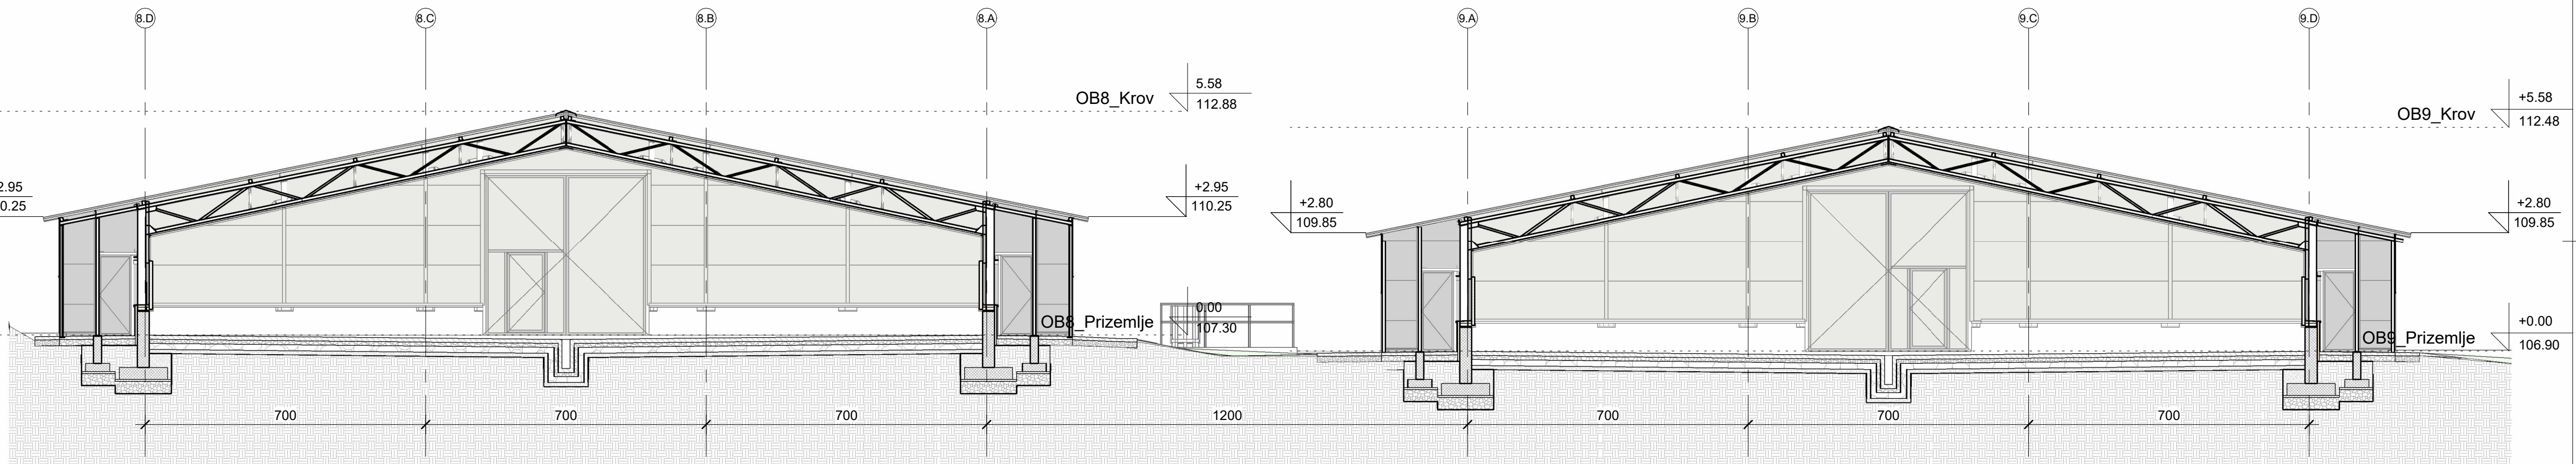 8.D
8.C
8.B
8.A
9.A
9.B
9.C
9.D
OB8_Krov
5.58
112.88
OB9_Krov
+5.58
112.48
2.95
0.25
+2.95
110.25
+2.80
109.85
+2.80
109.85
OB8_Prizemlje
0.00
107.30
OB9_Prizemlje
+0.00
106.90
700
700
700
1200
700
700
700